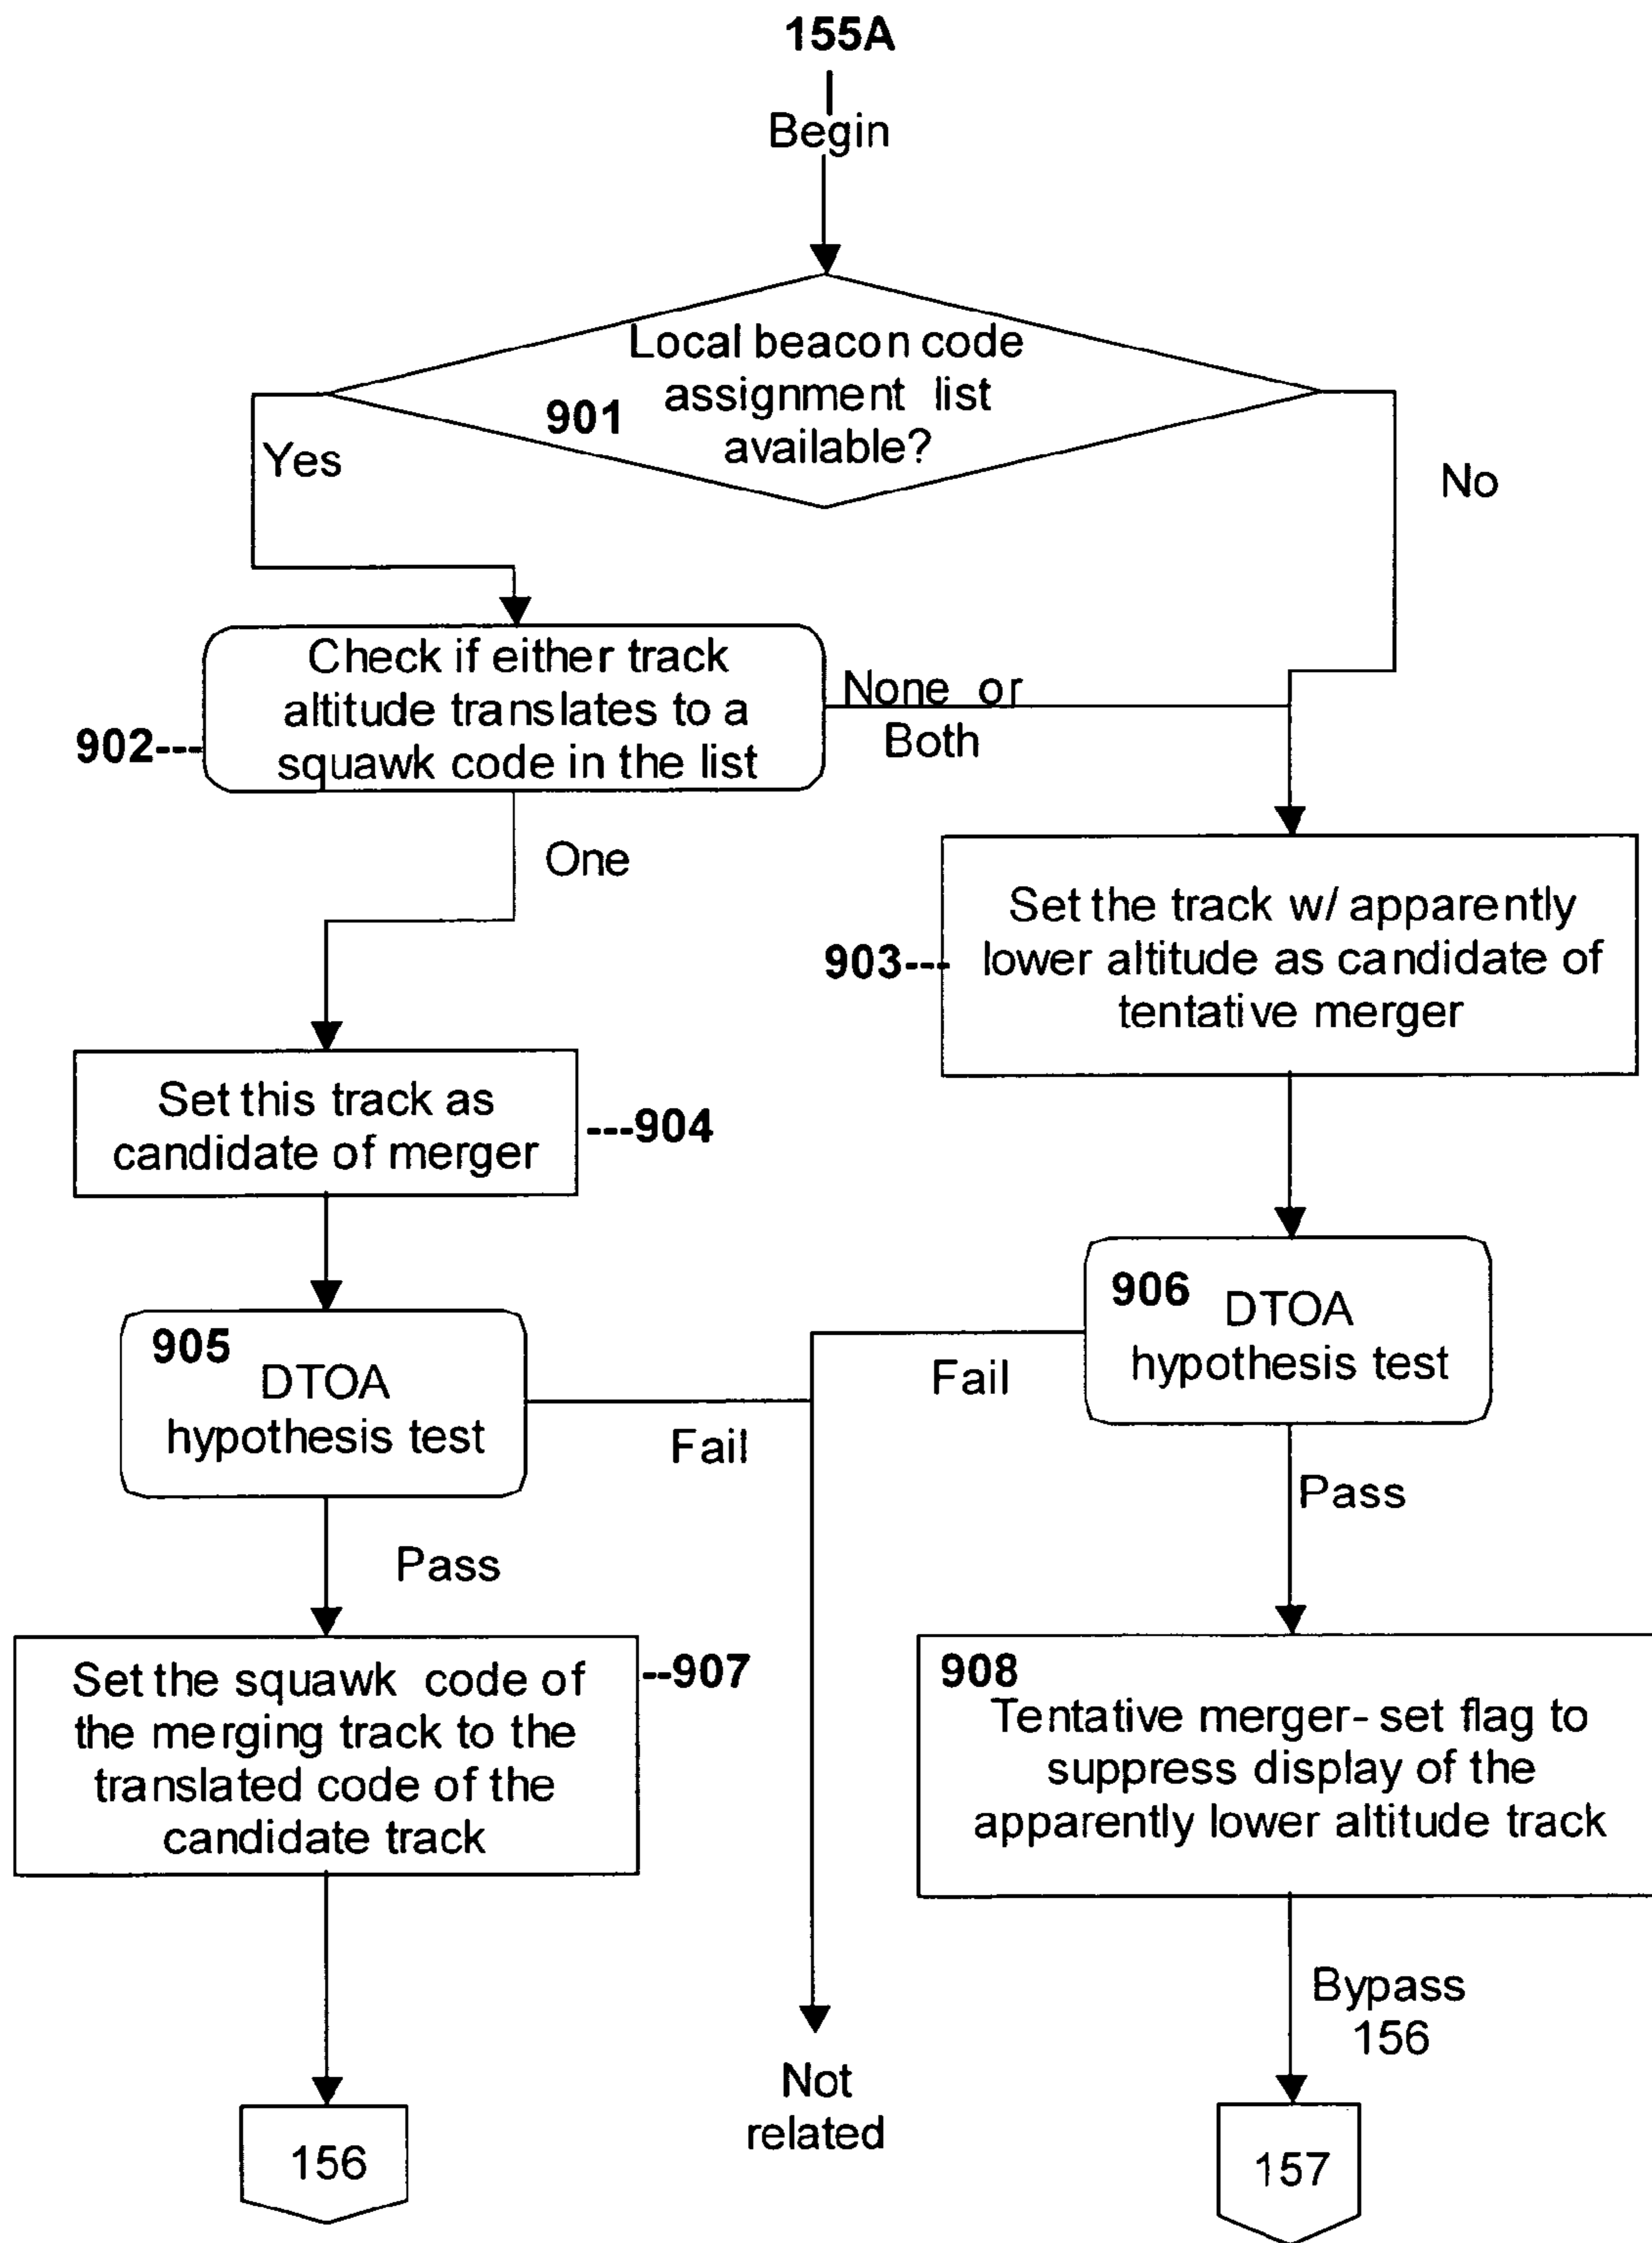 155A
Begin
Local beacon code
assignment list
901
available?
Yes
No
Check if either track
altitude translates to a
squawk code in the list
902---
None or
Both
One
Set the track w/ apparently
lower altitude as candidate of
tentative merger
903---
Set this track as
candidate of merger
---904
906
DTOA
hypothesis test
905
DTOA
hypothesis test
Fail
Fail
Pass
Pass
Set the squawk code of
the merging track to the
translated code of the
candidate track
--907
908
Tentative merger- set flag to
suppress display of the
apparently lower altitude track
Bypass
156
Not
related
156
157